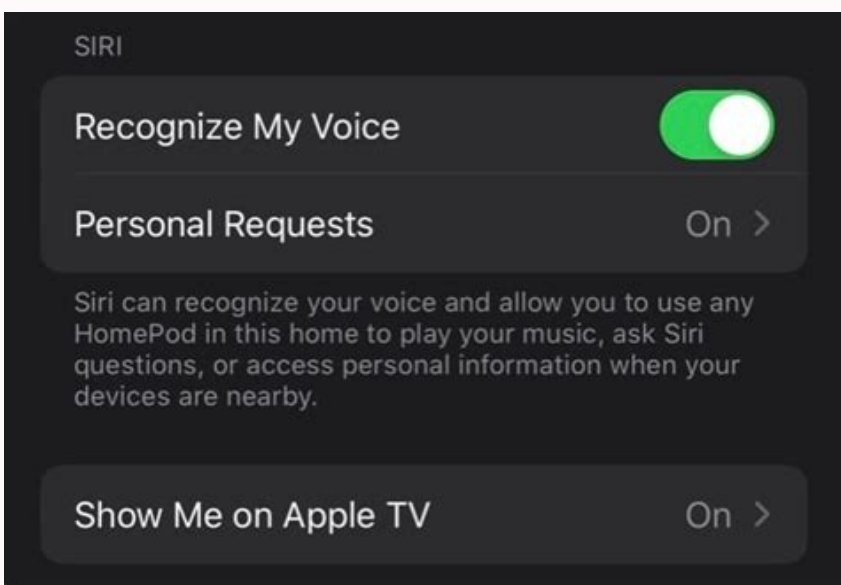 SIRI
Recognize My Voice
Personal Requests On >
Siri can recognize your voice and allow you to use any
HomePod in this home to play your music, ask Siri
questions, or access personal information when your
devices are nearby.
Show Me on Apple TV On >